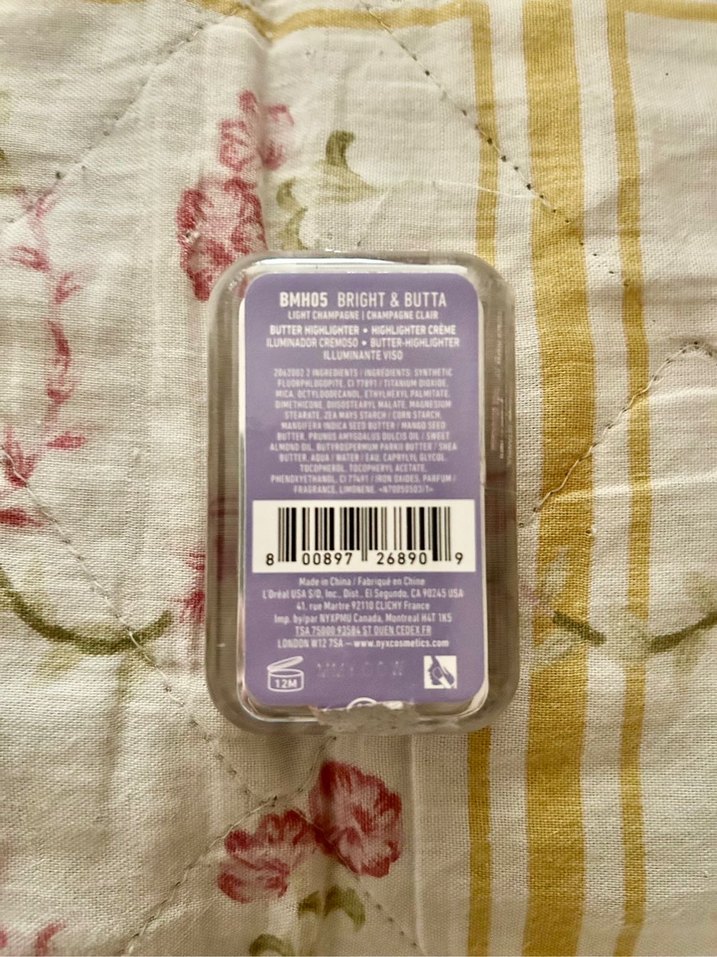 BMH05 BRIGHT & BUTTA
LIGHT CHAMPAGNE | CHAMPAGNE CLAIR
BUTTER HIGHLIGHTER • HIGHLIGHTER CRÈME
ILUMINADOR CREMOSO • BUTTER-HIGHLIGHTER
ILLUMINANTE VISO
2042002 2 INGREDIENTS / INGRÉDIENTS: SYNTHETIC
FLUORPHLOGOPITE, CI 77891 / TITANIUM DIOXIDE,
MICA, OCTYLDODECANOL, ETHYLHEXYL PALMITATE,
DIMETHICONE, DIISOSTEARYL MALATE, MAGNESIUM
STEARATE, ZEA MAYS STARCH / CORN STARCH,
MANGIFERA INDICA SEED BUTTER / MANGO SEED
BUTTER, PRUNUS AMYGDALUS DULCIS OIL / SWEET
ALMOND OIL, BUTYROSPERMUM PARKII BUTTER / SHEA
BUTTER, AQUA / WATER / EAU, CAPRYLYL GLYCOL,
TOCOPHEROL, TOCOPHERYL ACETATE,
PHENOXYETHANOL, CI 77491 / IRON OXIDES, PARFUM /
FRAGRANCE, LIMONENE.
8 00897 26890 9
Made in China / Fabriqué en Chine
L'Oréal USA S/D, Inc., Dist., El Segundo, CA 90245 USA
41, rue Martre 92110 CLICHY France
Imp. by/par NYXPMU Canada, Montreal H4T 1K5
TSA 75000 93584 ST OUEN CEDEX FR
LONDON W12 7SA – www.nyxcosmetics.com
12M